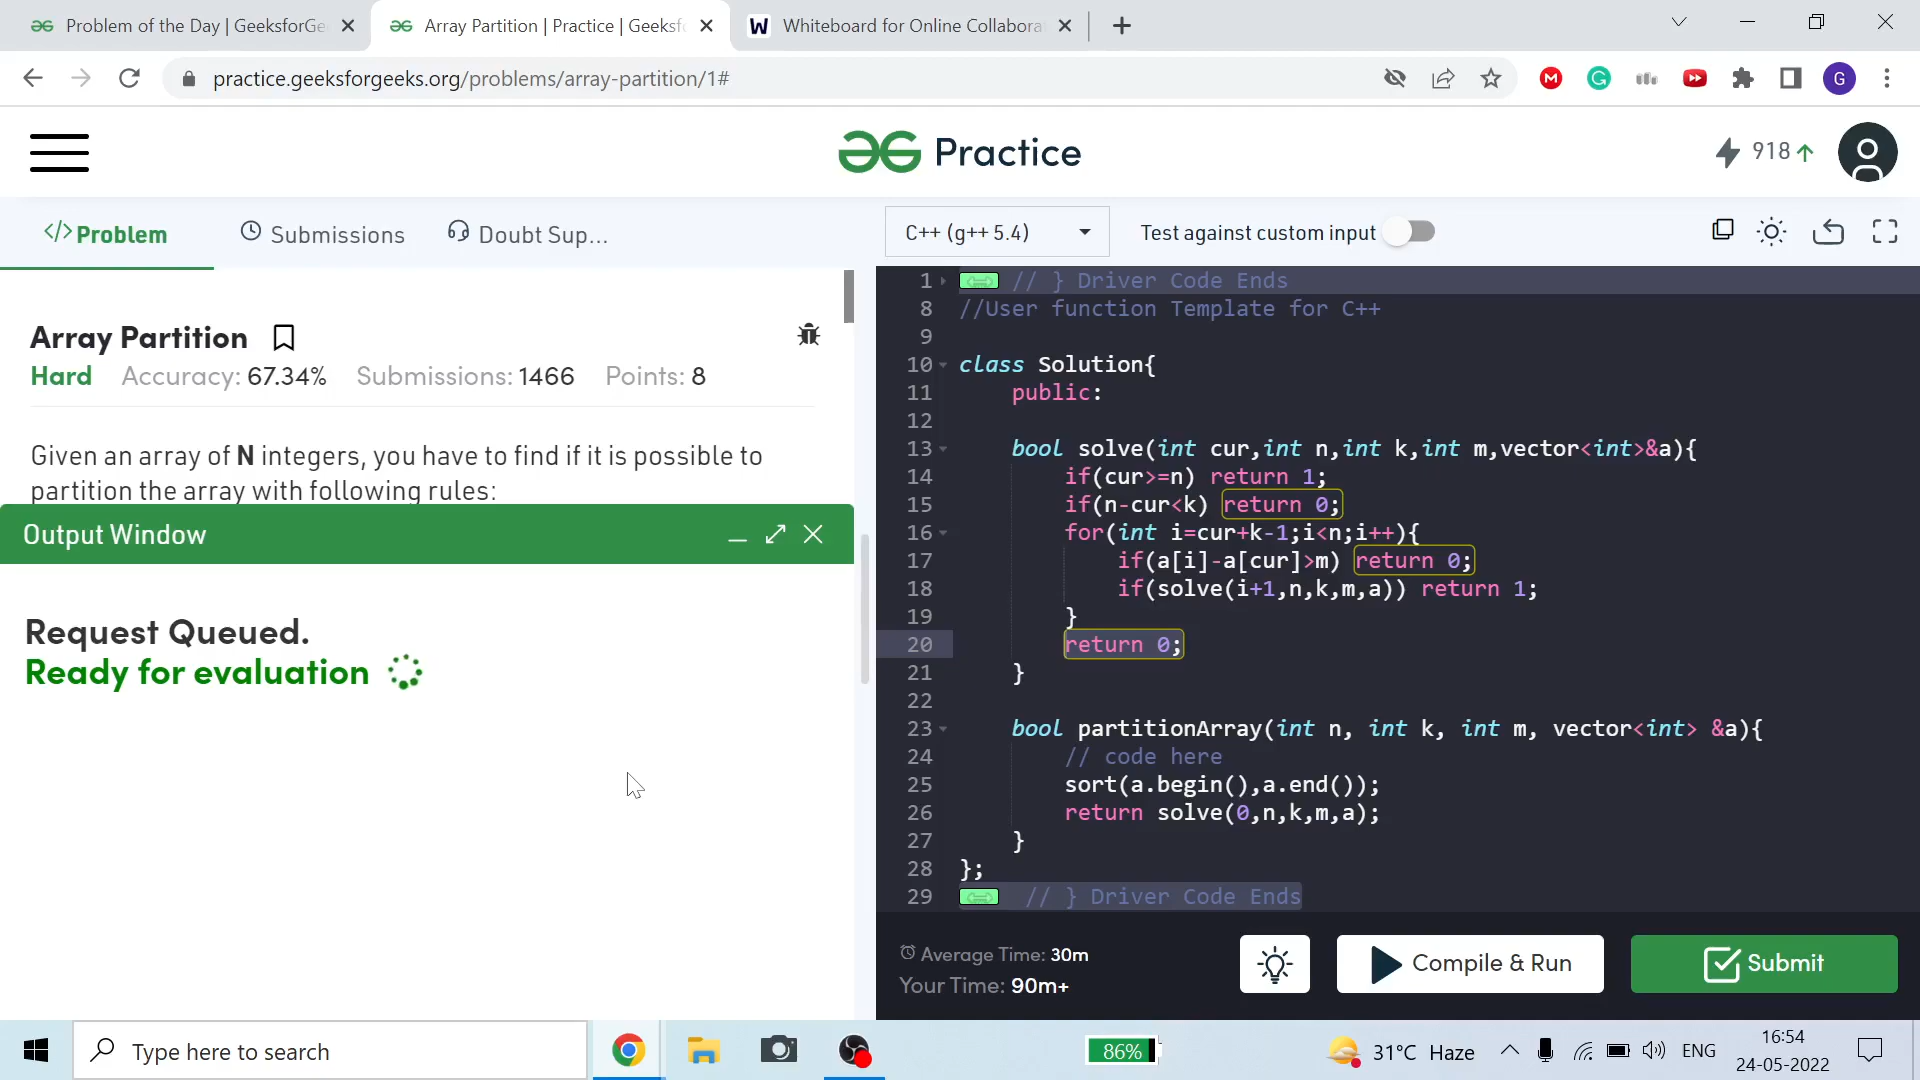 Problem of the Day | GeeksforGe
Array Partition | Practice | Geeksf
W Whiteboard for Online Collabora
practice.geeksforgeeks.org/problems/array-partition/1#
M
G
G
Practice
918
</> Problem
Submissions
Doubt Sup...
C++ (g++ 5.4)
Test against custom input
Array Partition
Hard Accuracy: 67.34% Submissions: 1466 Points: 8
Given an array of N integers, you have to find if it is possible to
partition the array with following rules:
Output Window
Request Queued.
Ready for evaluation
1 // } Driver Code Ends
8 //User function Template for C++
9
10 class Solution{
11 public:
12
13 bool solve(int cur,int n,int k,int m,vector<int>&a){
14 if(cur>=n) return 1;
15 if(n-cur<k) return 0;
16 for(int i=cur+k-1;i<n;i++){
17 if(a[i]-a[cur]>m) return 0;
18 if(solve(i+1,n,k,m,a)) return 1;
19 }
20 return 0;
21 }
22
23 bool partitionArray(int n, int k, int m, vector<int> &a){
24 // code here
25 sort(a.begin(),a.end());
26 return solve(0,n,k,m,a);
27 }
28 };
29 // } Driver Code Ends
Average Time: 30m
Your Time: 90m+
Compile & Run
Submit
Type here to search
86%
31°C Haze
ENG
16:54
24-05-2022